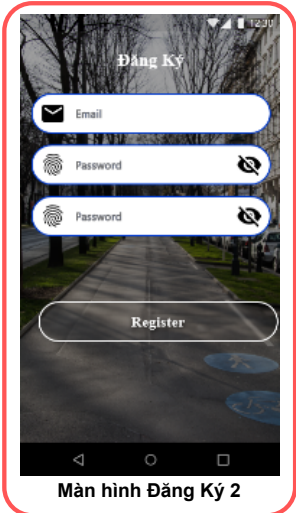 12:30
Đăng Ký
Email
Password
Password
Register
Màn hình Đăng Ký 2